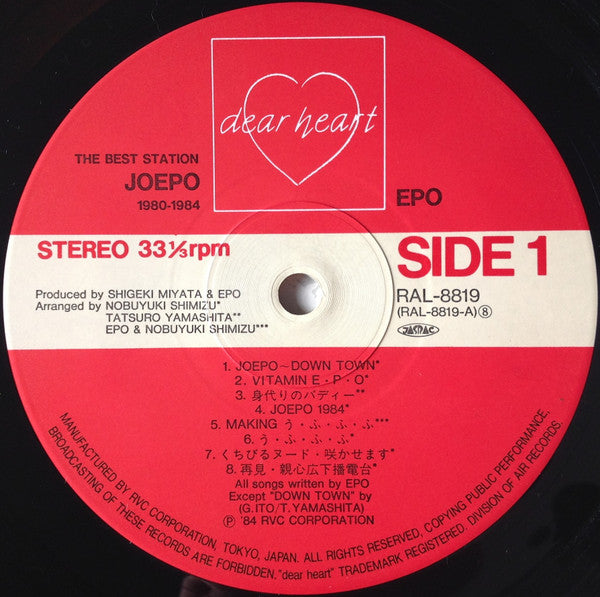 dear heart
THE BEST STATION
JOEPO
1980-1984
EPO
STEREO 33⅓rpm
SIDE 1
Produced by SHIGEKI MIYATA & EPO
Arranged by NOBUYUKI SHIMIZU*
TATSURO YAMASHITA**
EPO & NOBUYUKI SHIMIZU***
RAL-8819
(RAL-8819-A)⑧
JASRAC
1. JOEPO~DOWN TOWN*
2. VITAMIN E・P・O*
3. 身代りのバディー**
4. JOEPO 1984*
5. MAKING う・ふ・ふ・ふ***
6. う・ふ・ふ・ふ*
7. くちびるヌード・咲かせます*
8. 再見・親心広下播電台*
All songs written by EPO
Except "DOWN TOWN" by
(G.ITO/T.YAMASHITA)
Ⓟ '84 RVC CORPORATION
MANUFACTURED BY RVC CORPORATION, TOKYO, JAPAN. ALL RIGHTS RESERVED. COPYING PUBLIC PERFORMANCE.
BROADCASTING OF THESE RECORDS ARE FORBIDDEN. "dear heart" TRADEMARK REGISTERED. DIVISION OF AIR RECORDS.